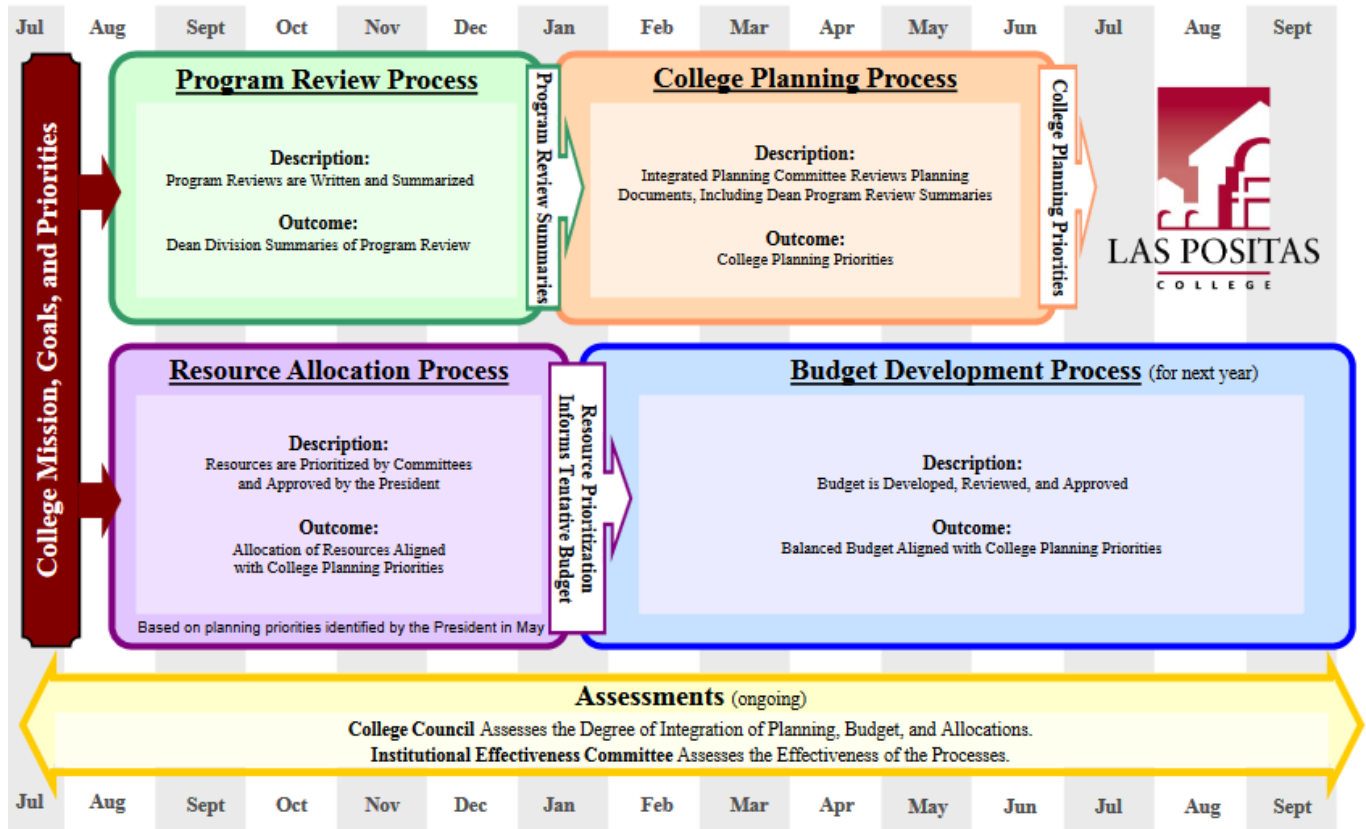 Jul Aug Sept Oct Nov Dec Jan Feb Mar Apr May Jun Jul Aug Sept
College Mission, Goals, and Priorities
Program Review Process
Description:
Program Reviews are Written and Summarized
Outcome:
Dean Division Summaries of Program Review
Program Review Summaries
College Planning Process
Description:
Integrated Planning Committee Reviews Planning
Documents, Including Dean Program Review Summaries
Outcome:
College Planning Priorities
College Planning Priorities
LAS POSITAS
COLLEGE
Resource Allocation Process
Description:
Resources are Prioritized by Committees
and Approved by the President
Outcome:
Allocation of Resources Aligned
with College Planning Priorities
Based on planning priorities identified by the President in May
Resource Prioritization
Informs Tentative Budget
Budget Development Process (for next year)
Description:
Budget is Developed, Reviewed, and Approved
Outcome:
Balanced Budget Aligned with College Planning Priorities
Assessments (ongoing)
College Council Assesses the Degree of Integration of Planning, Budget, and Allocations.
Institutional Effectiveness Committee Assesses the Effectiveness of the Processes.
Jul Aug Sept Oct Nov Dec Jan Feb Mar Apr May Jun Jul Aug Sept